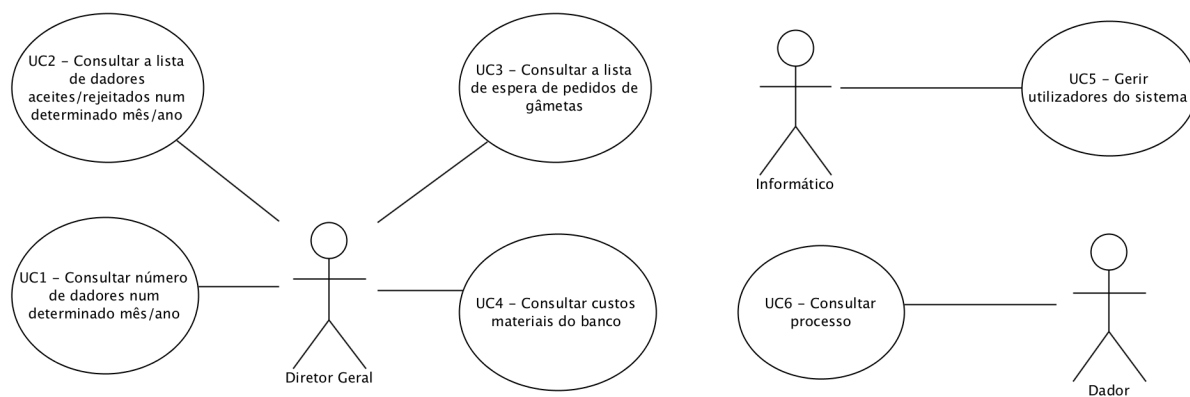 UC2 – Consultar a lista
de dadores
aceites/rejeitados num
determinado mês/ano
UC3 – Consultar a lista
de espera de pedidos de
gâmetas
UC5 – Gerir
utilizadores do sistema
Informático
UC1 – Consultar número
de dadores num
determinado mês/ano
Diretor Geral
UC4 – Consultar custos
materiais do banco
UC6 – Consultar
processo
Dador